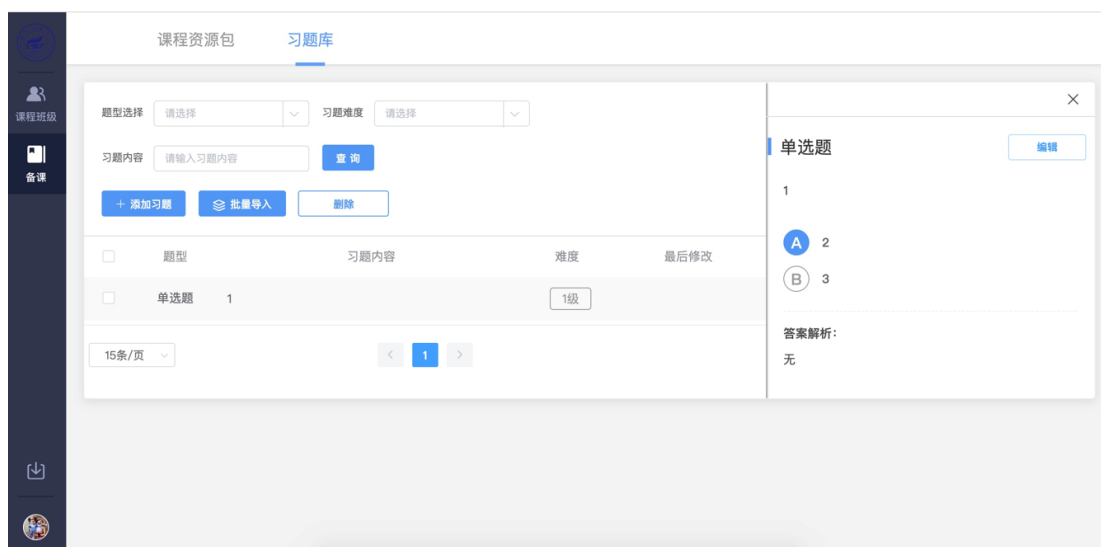 课程资源包 习题库
课程班级
备课
题型选择 请选择 习题难度 请选择
习题内容 请输入习题内容 查询
+ 添加习题 批量导入 删除
题型 习题内容 难度 最后修改
单选题 1 1级
15条/页 < 1 >
×
单选题 编辑
1
A 2
B 3
答案解析：
无